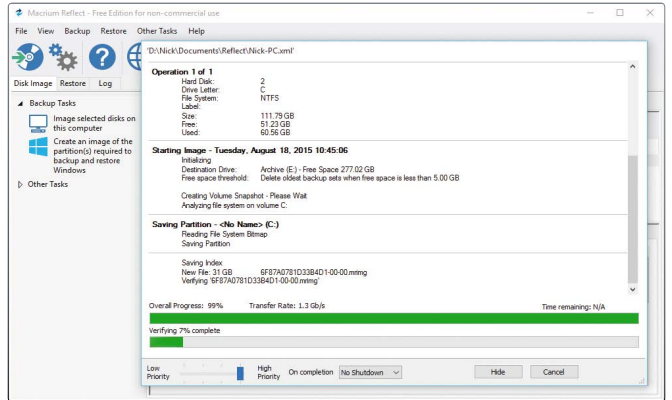 Macrium Reflect - Free Edition for non-commercial use
File View Backup Restore Other Tasks Help
Disk Image Restore Log
Backup Tasks
Image selected disks on
this computer
Create an image of the
partition(s) required to
backup and restore
Windows
Other Tasks
'D:\Nick\Documents\Reflect\Nick-PC.xml'
Operation 1 of 1
Hard Disk: 2
Drive Letter: C
File System: NTFS
Label:
Size: 111.79 GB
Free: 51.23 GB
Used: 60.56 GB
Starting Image - Tuesday, August 18, 2015 10:45:06
Initializing
Destination Drive: Archive (E:) - Free Space 277.02 GB
Free space threshold: Delete oldest backup sets when free space is less than 5.00 GB
Creating Volume Snapshot - Please Wait
Analyzing file system on volume C:
Saving Partition - <No Name> (C:)
Reading File System Bitmap
Saving Partition
Saving Index
New File: 31 GB 6F87A0781D33B4D1-00-00.mrimg
Verifying '6F87A0781D33B4D1-00-00.mrimg'
Overall Progress: 99% Transfer Rate: 1.3 Gb/s Time remaining: N/A
Verifying 7% complete
Low
Priority
High
Priority
On completion No Shutdown Hide Cancel